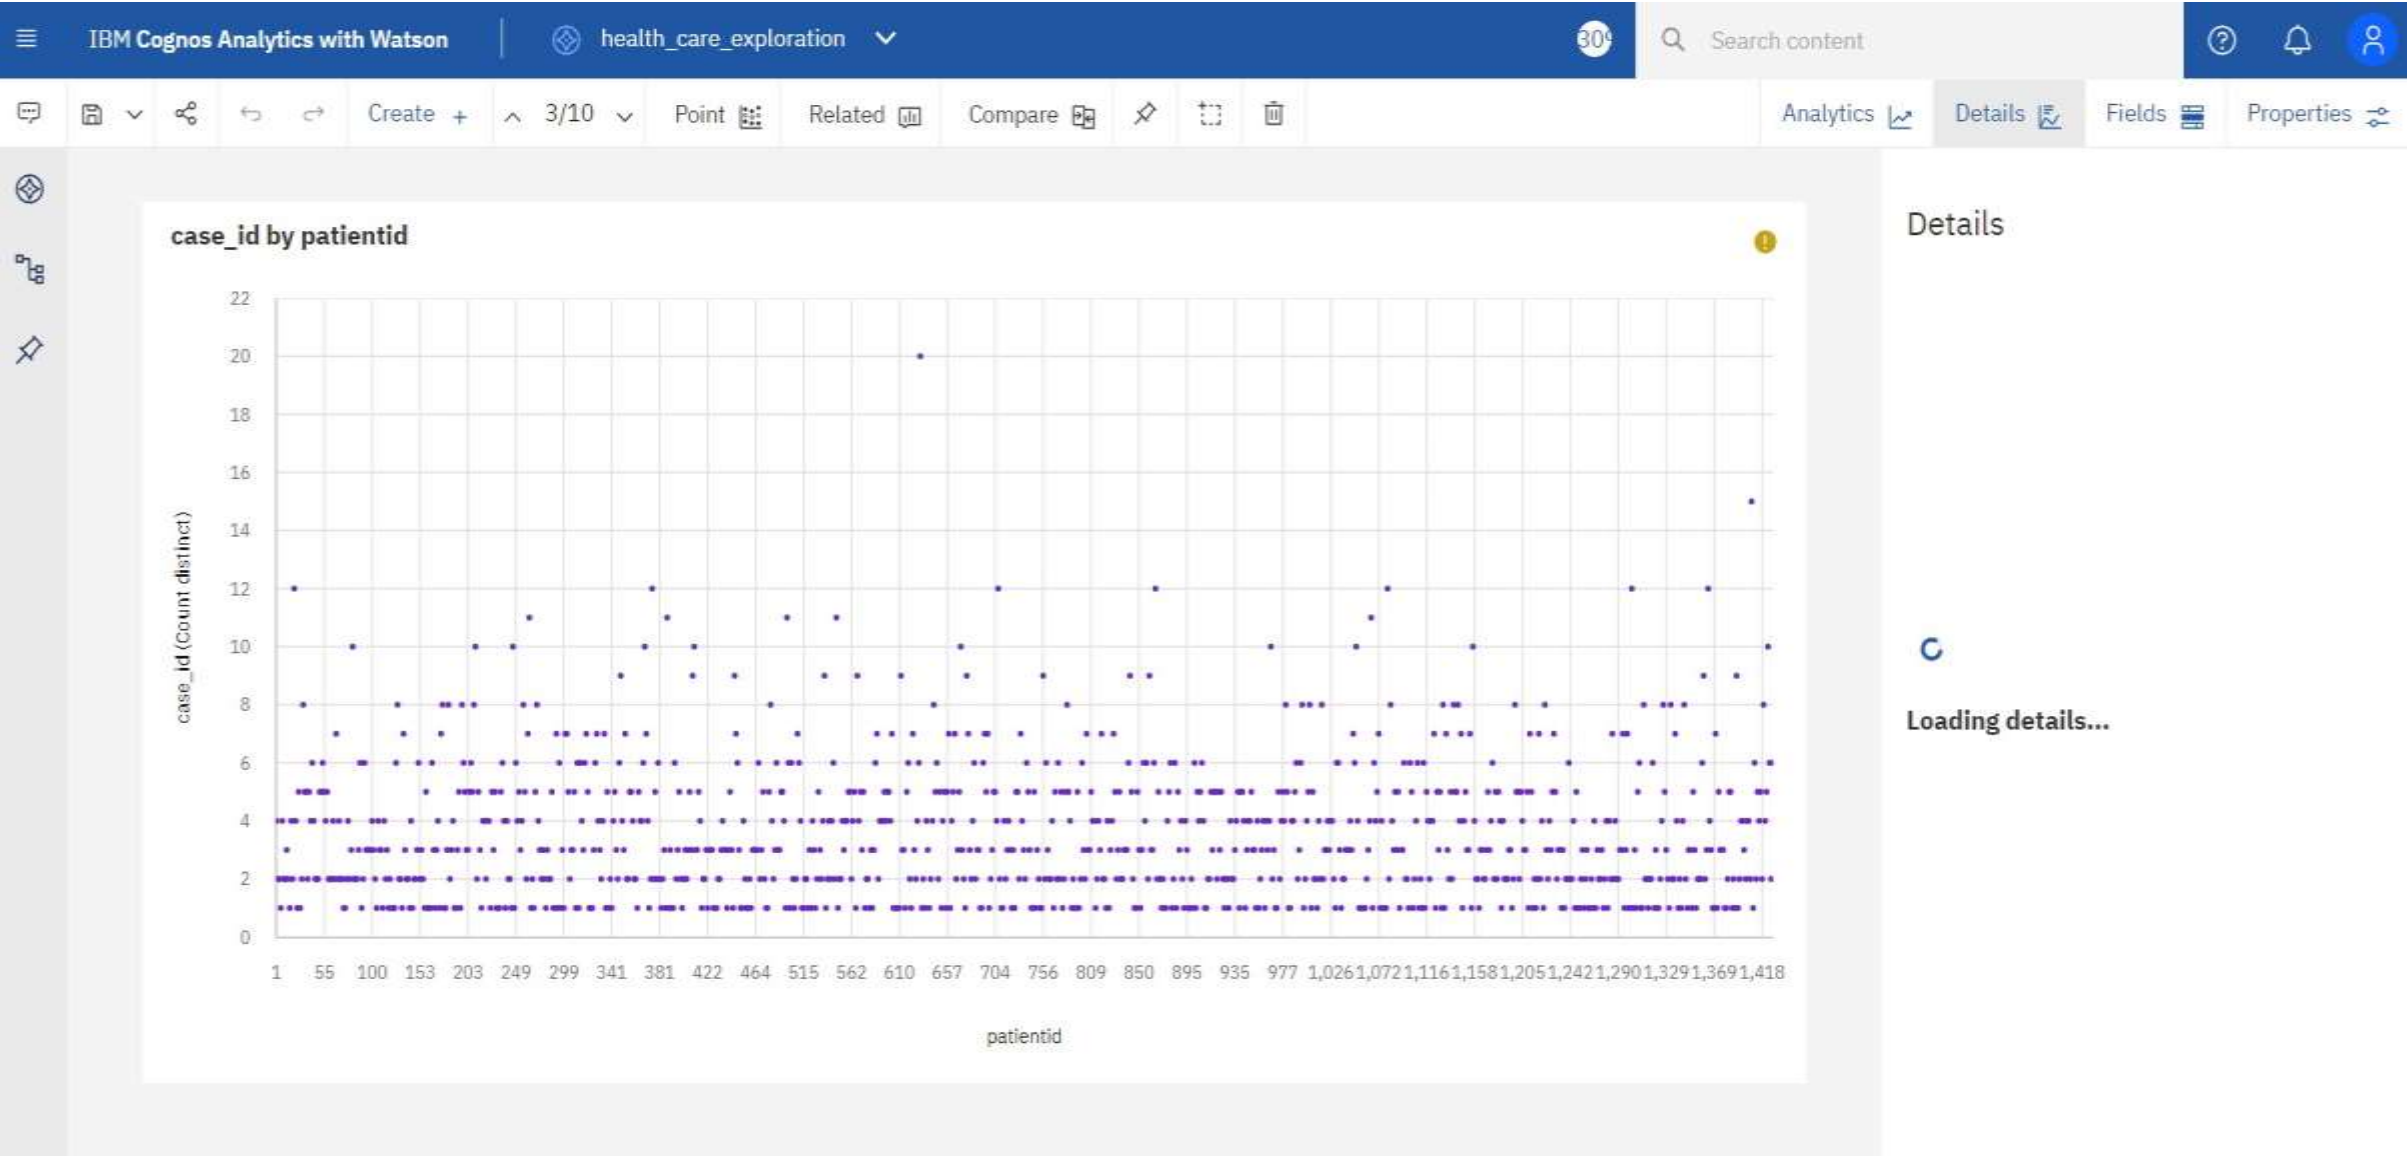 IBM Cognos Analytics with Watson
health_care_exploration
Search content
Create +
3/10
Point
Related
Compare
Analytics
Details
Fields
Properties
case_id by patientid
Details
22
20
18
16
14
12
10
8
6
4
2
0
case_id (Count distinct)
1 55 100 153 203 249 299 341 381 422 464 515 562 610 657 704 756 809 850 895 935 977 1,026 1,072 1,116 1,158 1,205 1,242 1,290 1,329 1,369 1,418
patientid
Loading details...